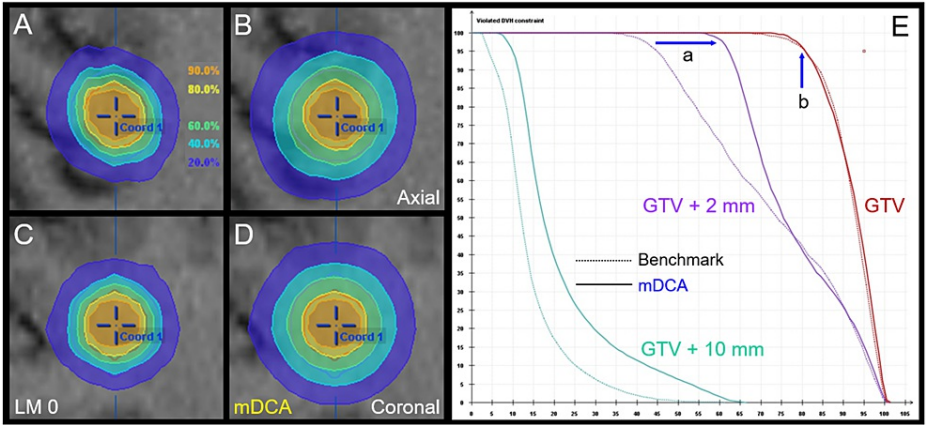 A
90.0%
80.0%
60.0%
40.0%
20.0%
Coord 1
B
Coord 1
Axial
C
Coord 1
LM 0
D
Coord 1
mDCA
Coronal
Violated DVH constraint
E
a
b
GTV + 2 mm
GTV
Benchmark
mDCA
GTV + 10 mm
100
95
90
85
80
75
70
65
60
55
50
45
40
35
30
25
20
15
10
5
0
0 5 10 15 20 25 30 35 40 45 50 55 60 65 70 75 80 85 90 95 100 105